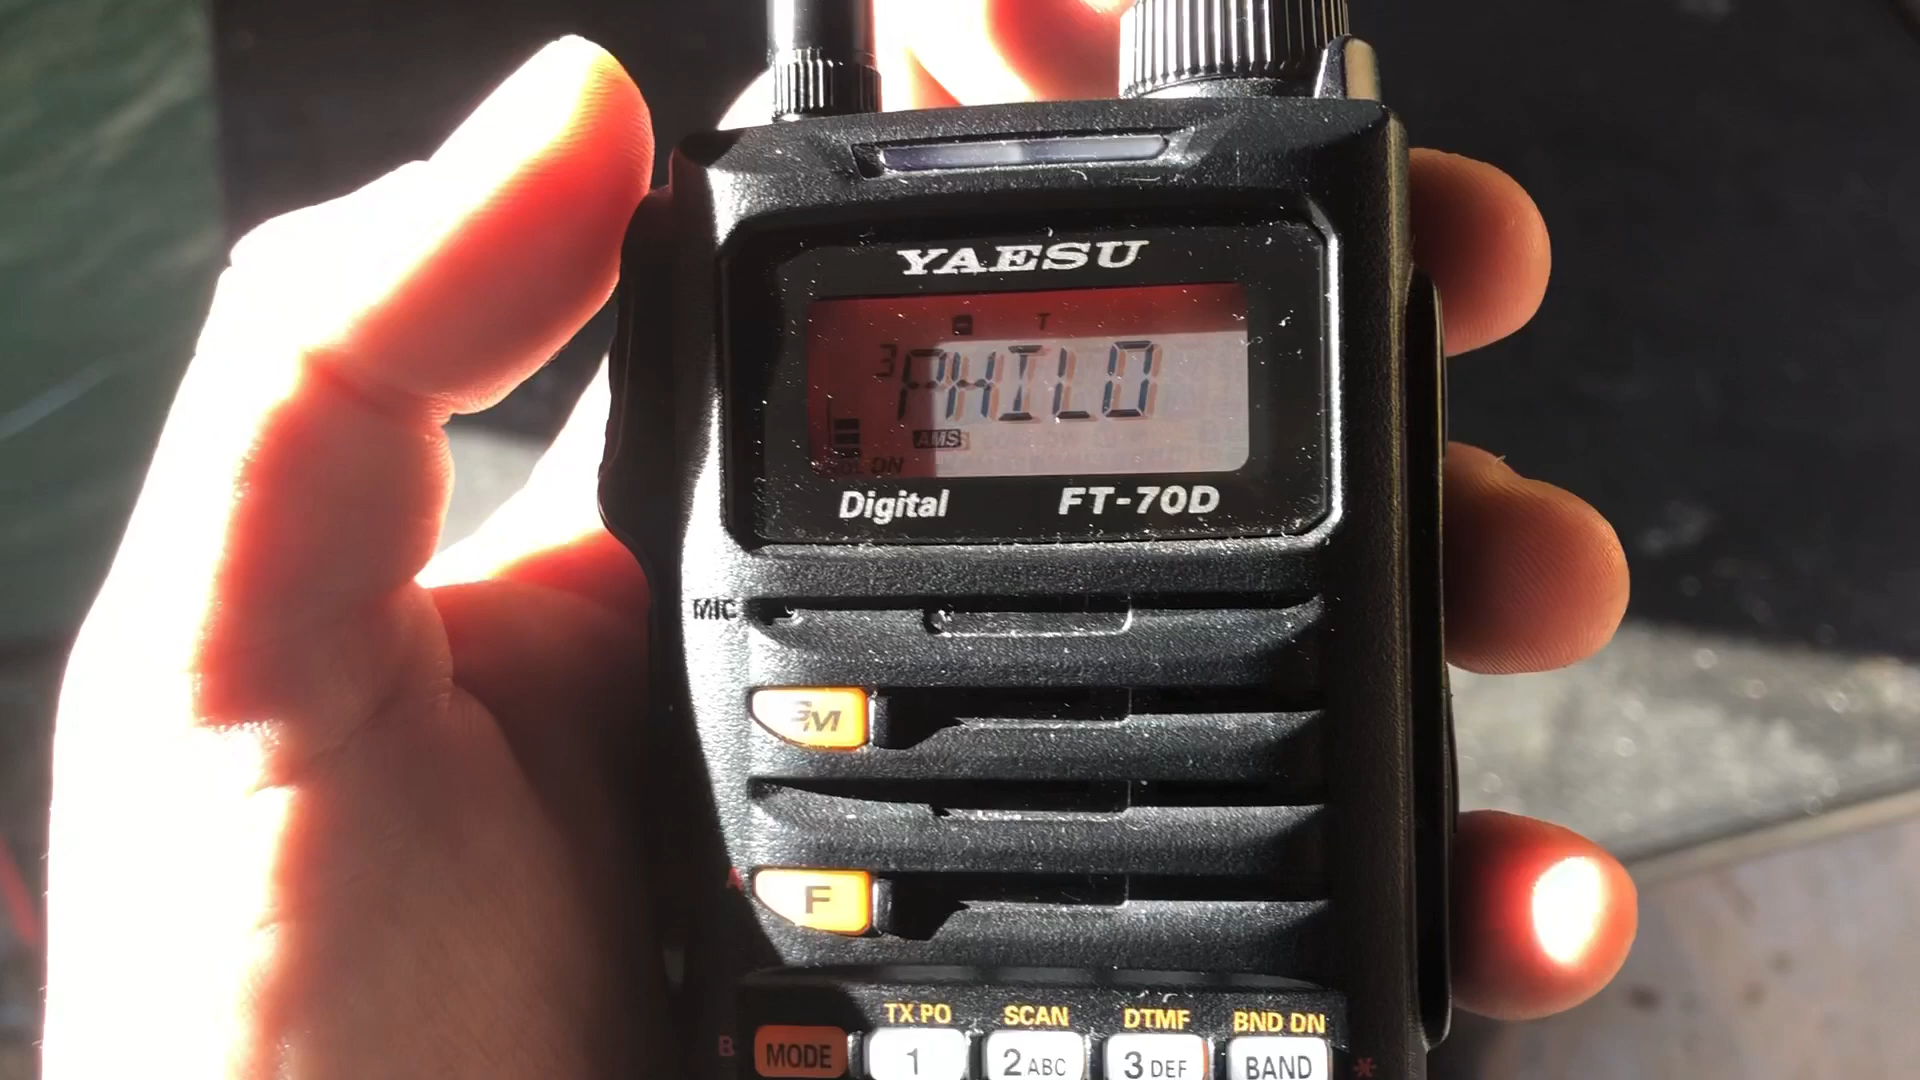 YAESU
T
3 PHILO
AMS
Digital FT-70D
MIC
GM
A F
TX PO SCAN DTMF BND DN
B MODE 1 2 ABC 3 DEF BAND